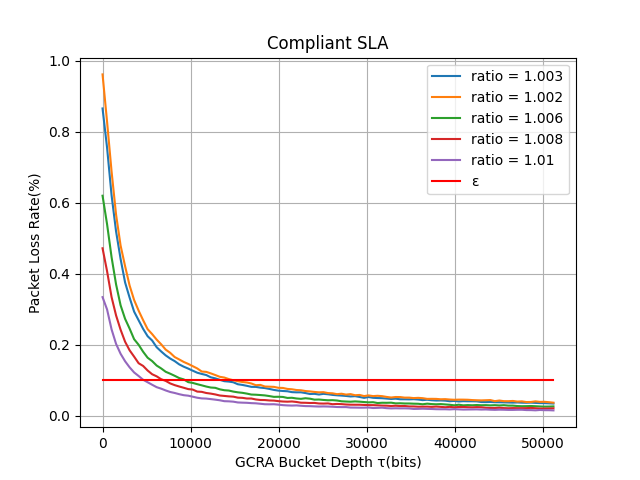 Compliant SLA
1.0
0.8
0.6
0.4
0.2
0.0
Packet Loss Rate(%)
ratio = 1.003
ratio = 1.002
ratio = 1.006
ratio = 1.008
ratio = 1.01
ε
0 10000 20000 30000 40000 50000
GCRA Bucket Depth τ(bits)